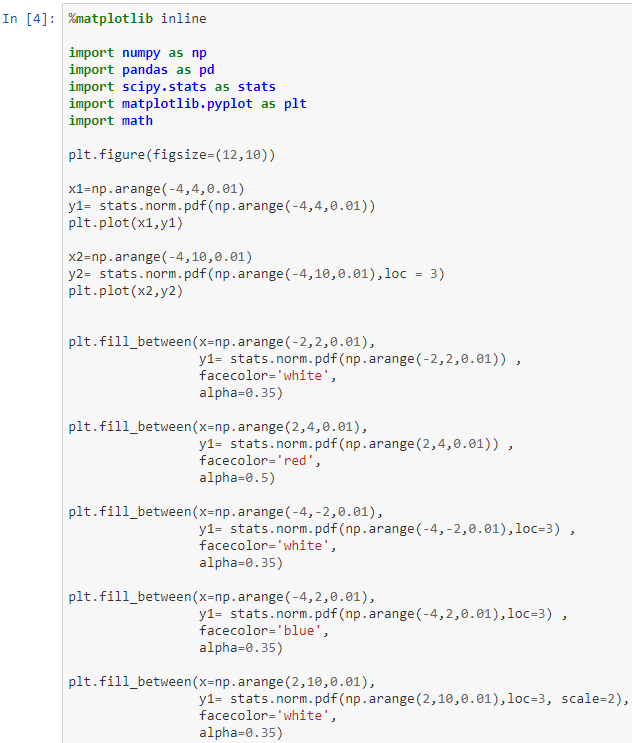 In [4]: %matplotlib inline
import numpy as np
import pandas as pd
import scipy.stats as stats
import matplotlib.pyplot as plt
import math
plt.figure(figsize=(12,10))
x1=np.arange(-4,4,0.01)
y1= stats.norm.pdf(np.arange(-4,4,0.01))
plt.plot(x1,y1)
x2=np.arange(-4,10,0.01)
y2= stats.norm.pdf(np.arange(-4,10,0.01),loc = 3)
plt.plot(x2,y2)
plt.fill_between(x=np.arange(-2,2,0.01),
y1= stats.norm.pdf(np.arange(-2,2,0.01)) ,
facecolor='white',
alpha=0.35)
plt.fill_between(x=np.arange(2,4,0.01),
y1= stats.norm.pdf(np.arange(2,4,0.01)) ,
facecolor='red',
alpha=0.5)
plt.fill_between(x=np.arange(-4,-2,0.01),
y1= stats.norm.pdf(np.arange(-4,-2,0.01),loc=3) ,
facecolor='white',
alpha=0.35)
plt.fill_between(x=np.arange(-4,2,0.01),
y1= stats.norm.pdf(np.arange(-4,2,0.01),loc=3) ,
facecolor='blue',
alpha=0.35)
plt.fill_between(x=np.arange(2,10,0.01),
y1= stats.norm.pdf(np.arange(2,10,0.01),loc=3, scale=2),
facecolor='white',
alpha=0.35)